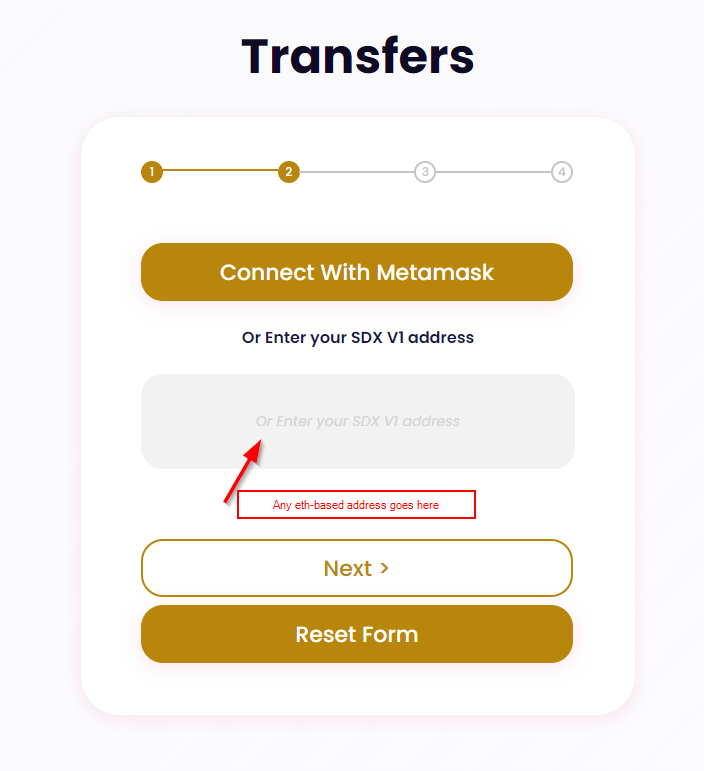 Transfers
1 2 3 4
Connect With Metamask
Or Enter your SDX V1 address
Or Enter your SDX V1 address
Any eth-based address goes here
Next >
Reset Form